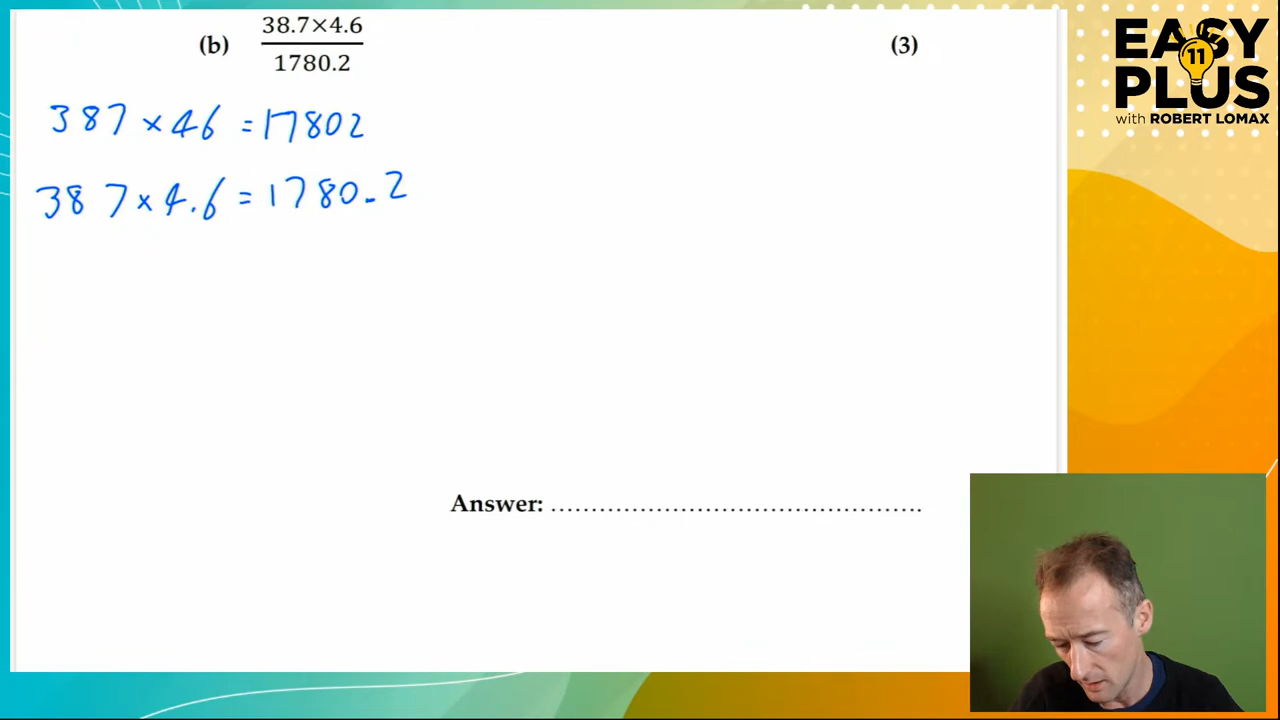 (b) 38.7×4.6 (3)
1780.2
387 × 46 = 17802
387 × 4.6 = 1780.2
Answer: ................................................
EASY
11
PLUS
with ROBERT LOMAX